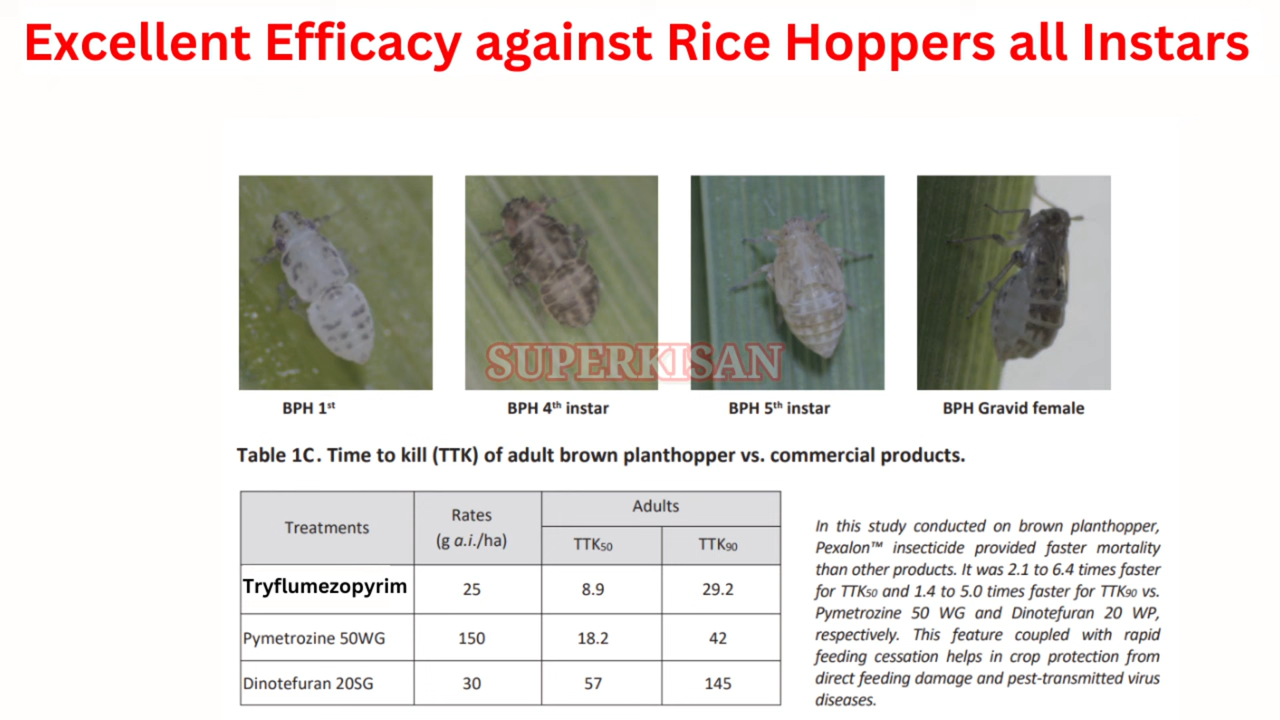 Excellent Efficacy against Rice Hoppers all Instars
SUPERKISAN
BPH 1st
BPH 4th instar
BPH 5th instar
BPH Gravid female
Table 1C. Time to kill (TTK) of adult brown planthopper vs. commercial products.
Treatments
Rates
(g a.i./ha)
Adults
TTK50
TTK90
Tryflumezopyrim 25 8.9 29.2
Pymetrozine 50WG 150 18.2 42
Dinotefuran 20SG 30 57 145
In this study conducted on brown planthopper,
Pexalon™ insecticide provided faster mortality
than other products. It was 2.1 to 6.4 times faster
for TTK50 and 1.4 to 5.0 times faster for TTK90 vs.
Pymetrozine 50 WG and Dinotefuran 20 WP,
respectively. This feature coupled with rapid
feeding cessation helps in crop protection from
direct feeding damage and pest-transmitted virus
diseases.